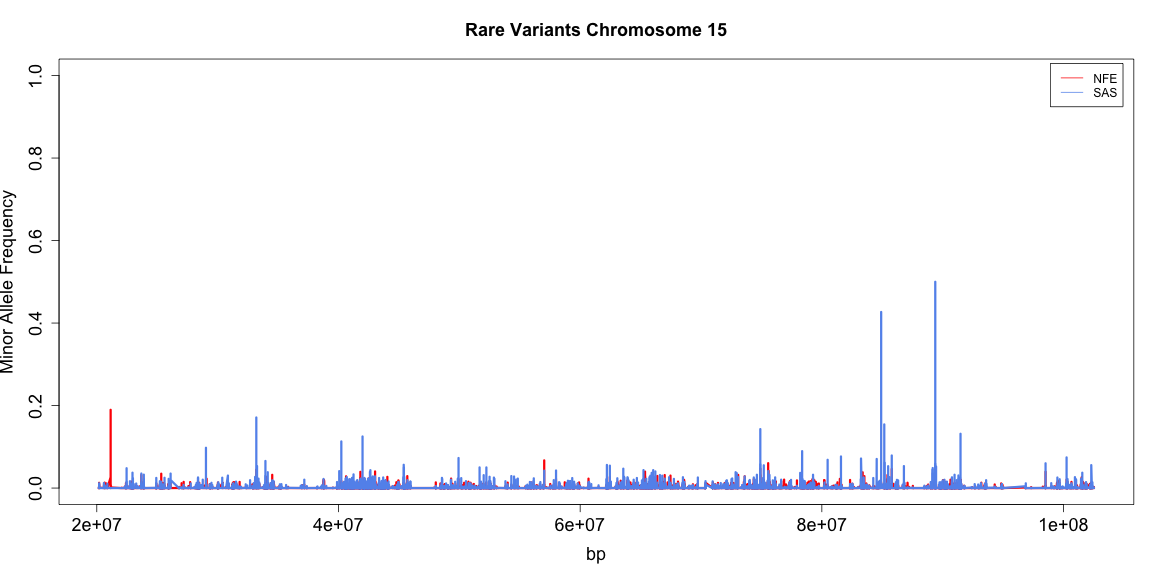 Rare Variants Chromosome 15
1.0
0.8
0.6
0.4
0.2
0.0
Minor Allele Frequency
NFE
SAS
2e+07 4e+07 6e+07 8e+07 1e+08
bp